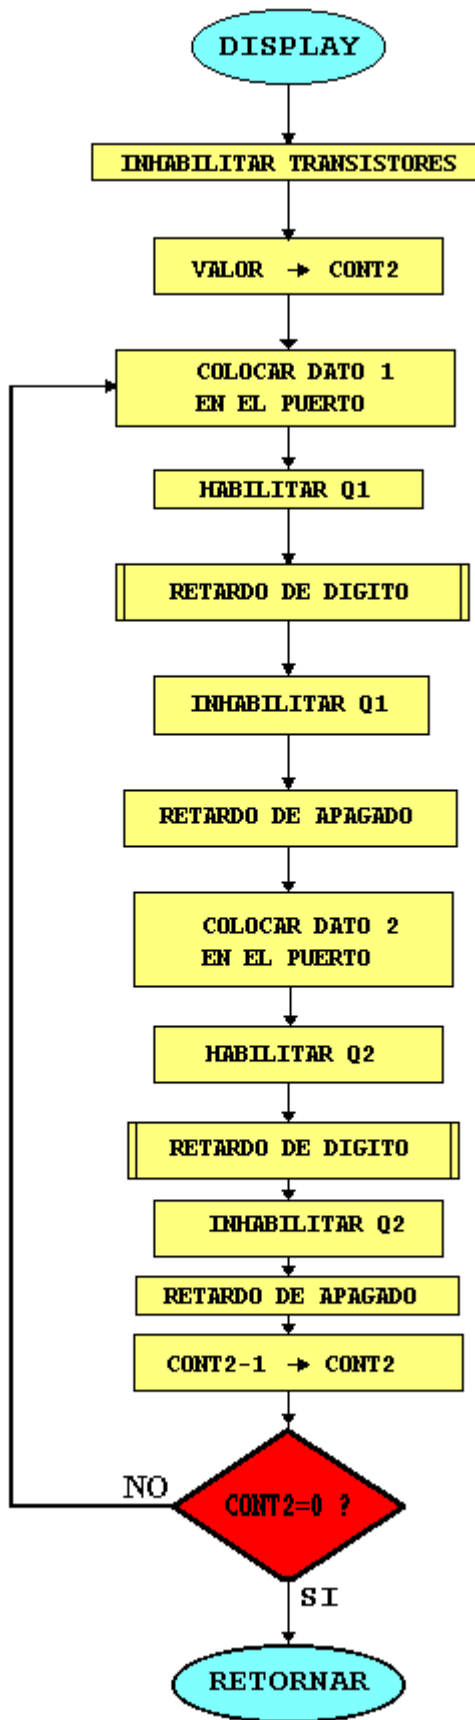 DISPLAY
INHABILITAR TRANSISTORES
VALOR → CONT2
COLOCAR DATO 1
EN EL PUERTO
HABILITAR Q1
RETARDO DE DIGITO
INHABILITAR Q1
RETARDO DE APAGADO
COLOCAR DATO 2
EN EL PUERTO
HABILITAR Q2
RETARDO DE DIGITO
INHABILITAR Q2
RETARDO DE APAGADO
CONT2-1 → CONT2
NO
CONT2=0 ?
SI
RETORNAR